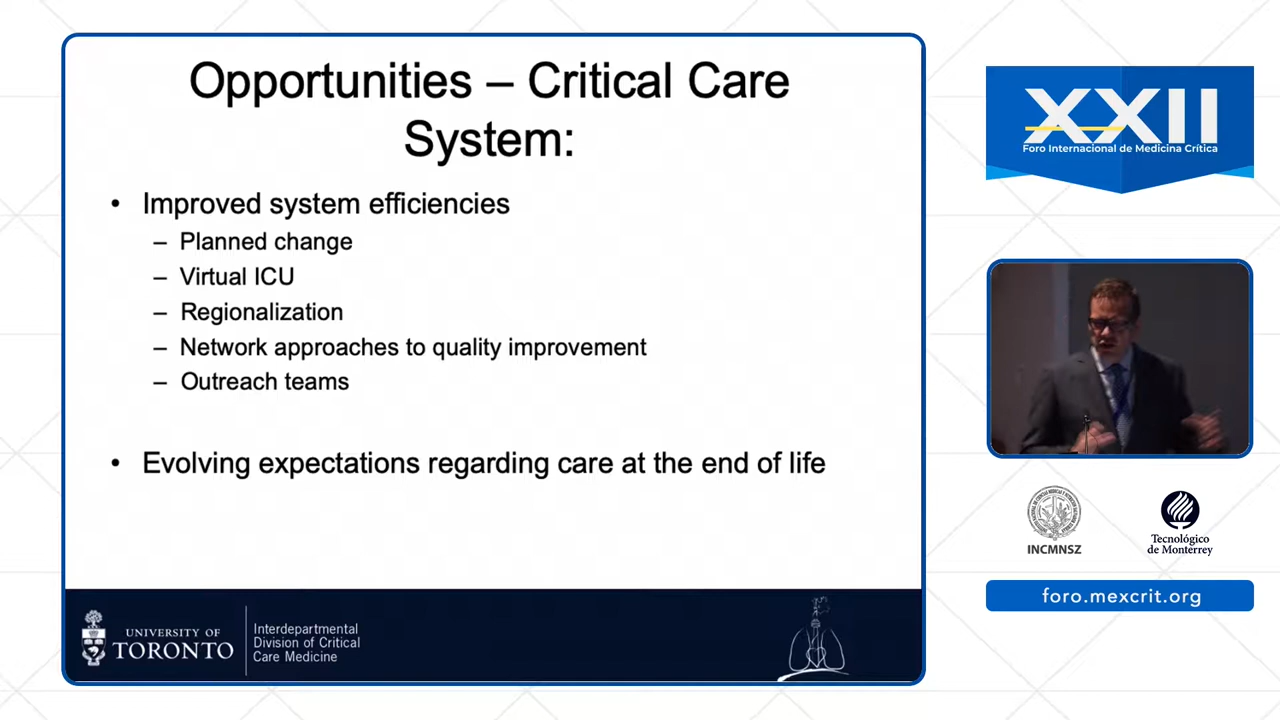 Opportunities – Critical Care
System:
• Improved system efficiencies
– Planned change
– Virtual ICU
– Regionalization
– Network approaches to quality improvement
– Outreach teams
• Evolving expectations regarding care at the end of life
UNIVERSITY OF
TORONTO
Interdepartmental
Division of Critical
Care Medicine
XXII
Foro Internacional de Medicina Crítica
INCMNSZ
Tecnológico
de Monterrey
foro.mexcrit.org